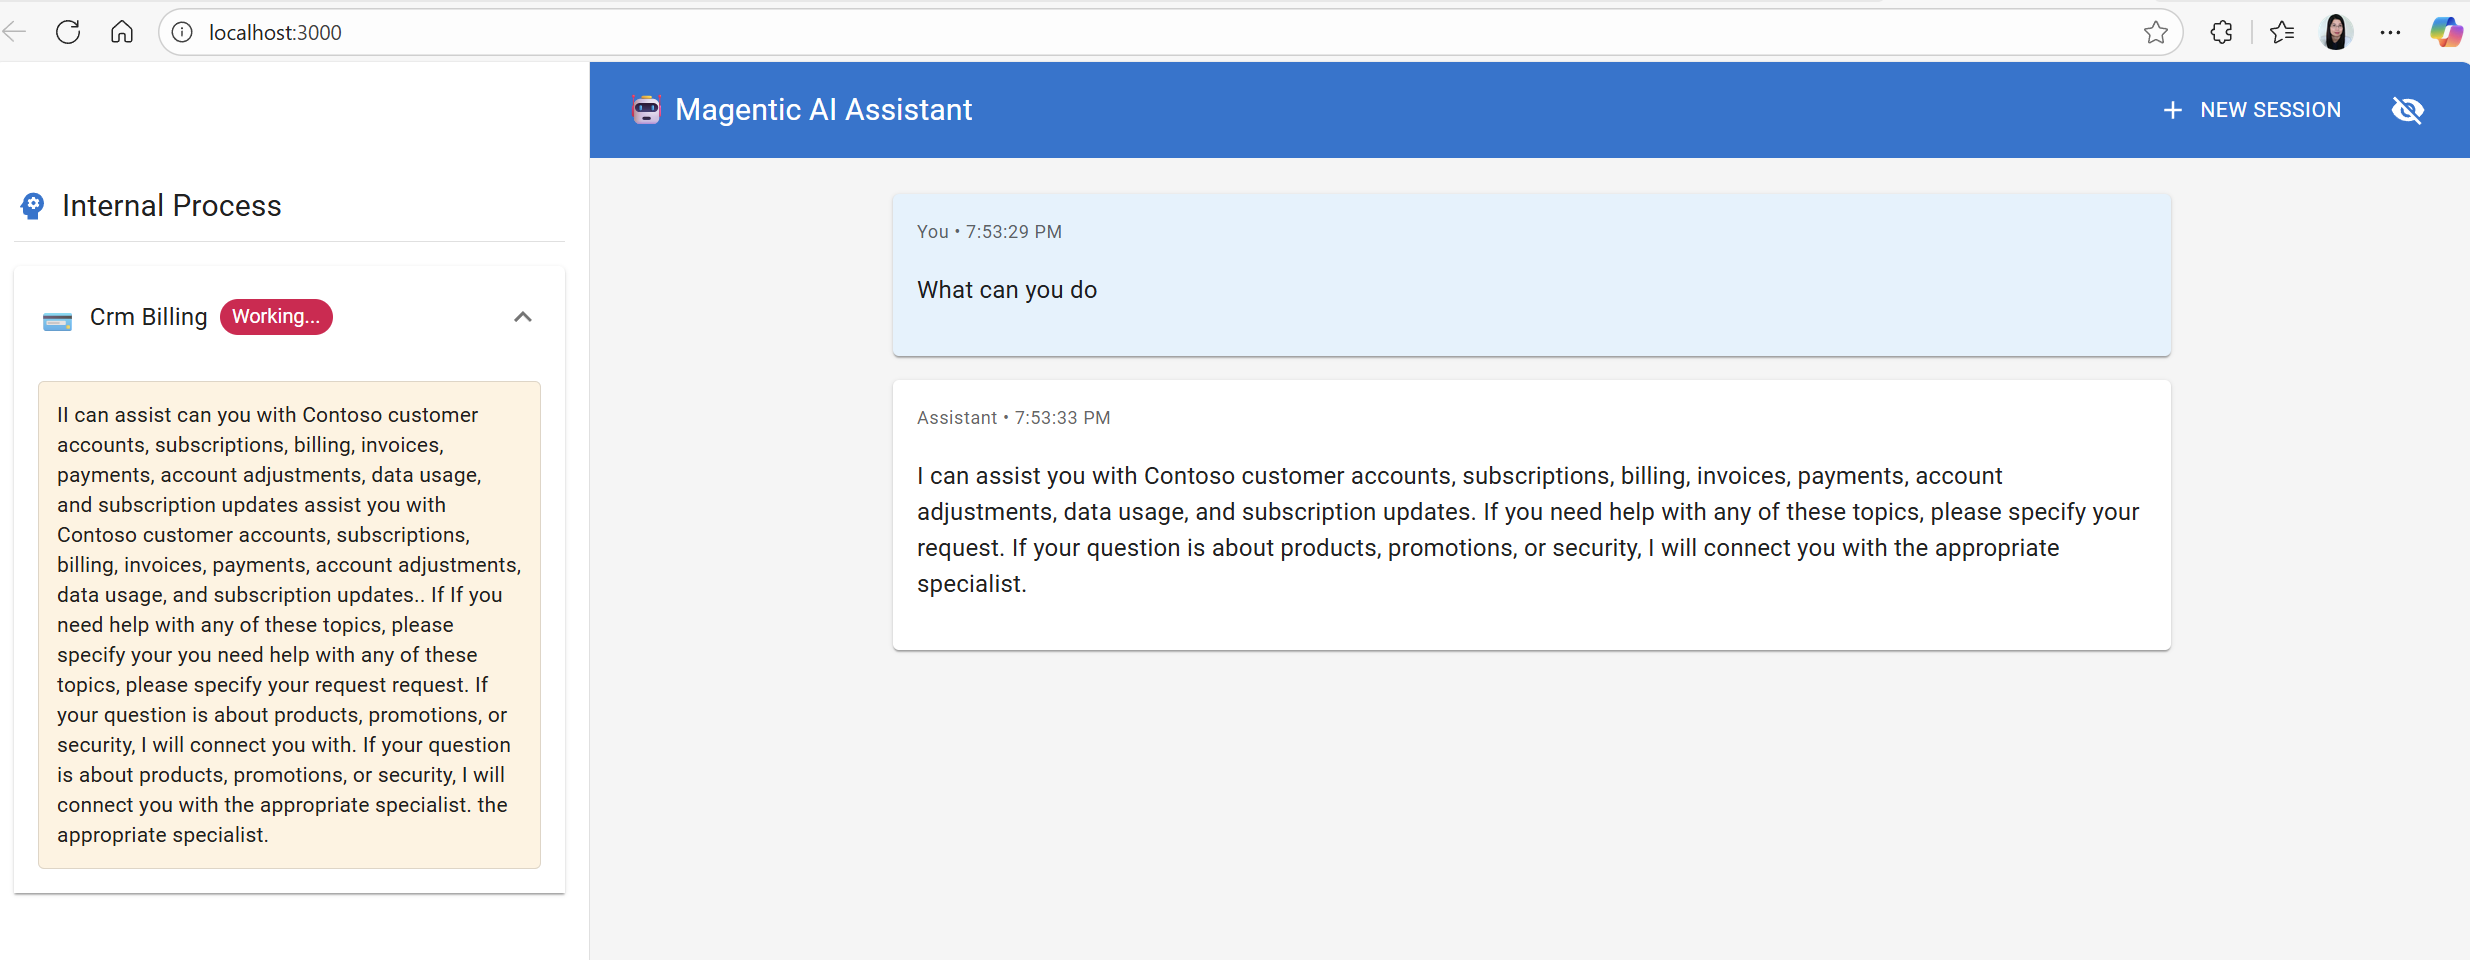 localhost:3000
Magentic AI Assistant
NEW SESSION
Internal Process
Crm Billing Working...
II can assist can you with Contoso customer
accounts, subscriptions, billing, invoices,
payments, account adjustments, data usage,
and subscription updates assist you with
Contoso customer accounts, subscriptions,
billing, invoices, payments, account adjustments,
data usage, and subscription updates.. If If you
need help with any of these topics, please
specify your you need help with any of these
topics, please specify your request request. If
your question is about products, promotions, or
security, I will connect you with. If your question
is about products, promotions, or security, I will
connect you with the appropriate specialist. the
appropriate specialist.
You • 7:53:29 PM
What can you do
Assistant • 7:53:33 PM
I can assist you with Contoso customer accounts, subscriptions, billing, invoices, payments, account
adjustments, data usage, and subscription updates. If you need help with any of these topics, please specify your
request. If your question is about products, promotions, or security, I will connect you with the appropriate
specialist.